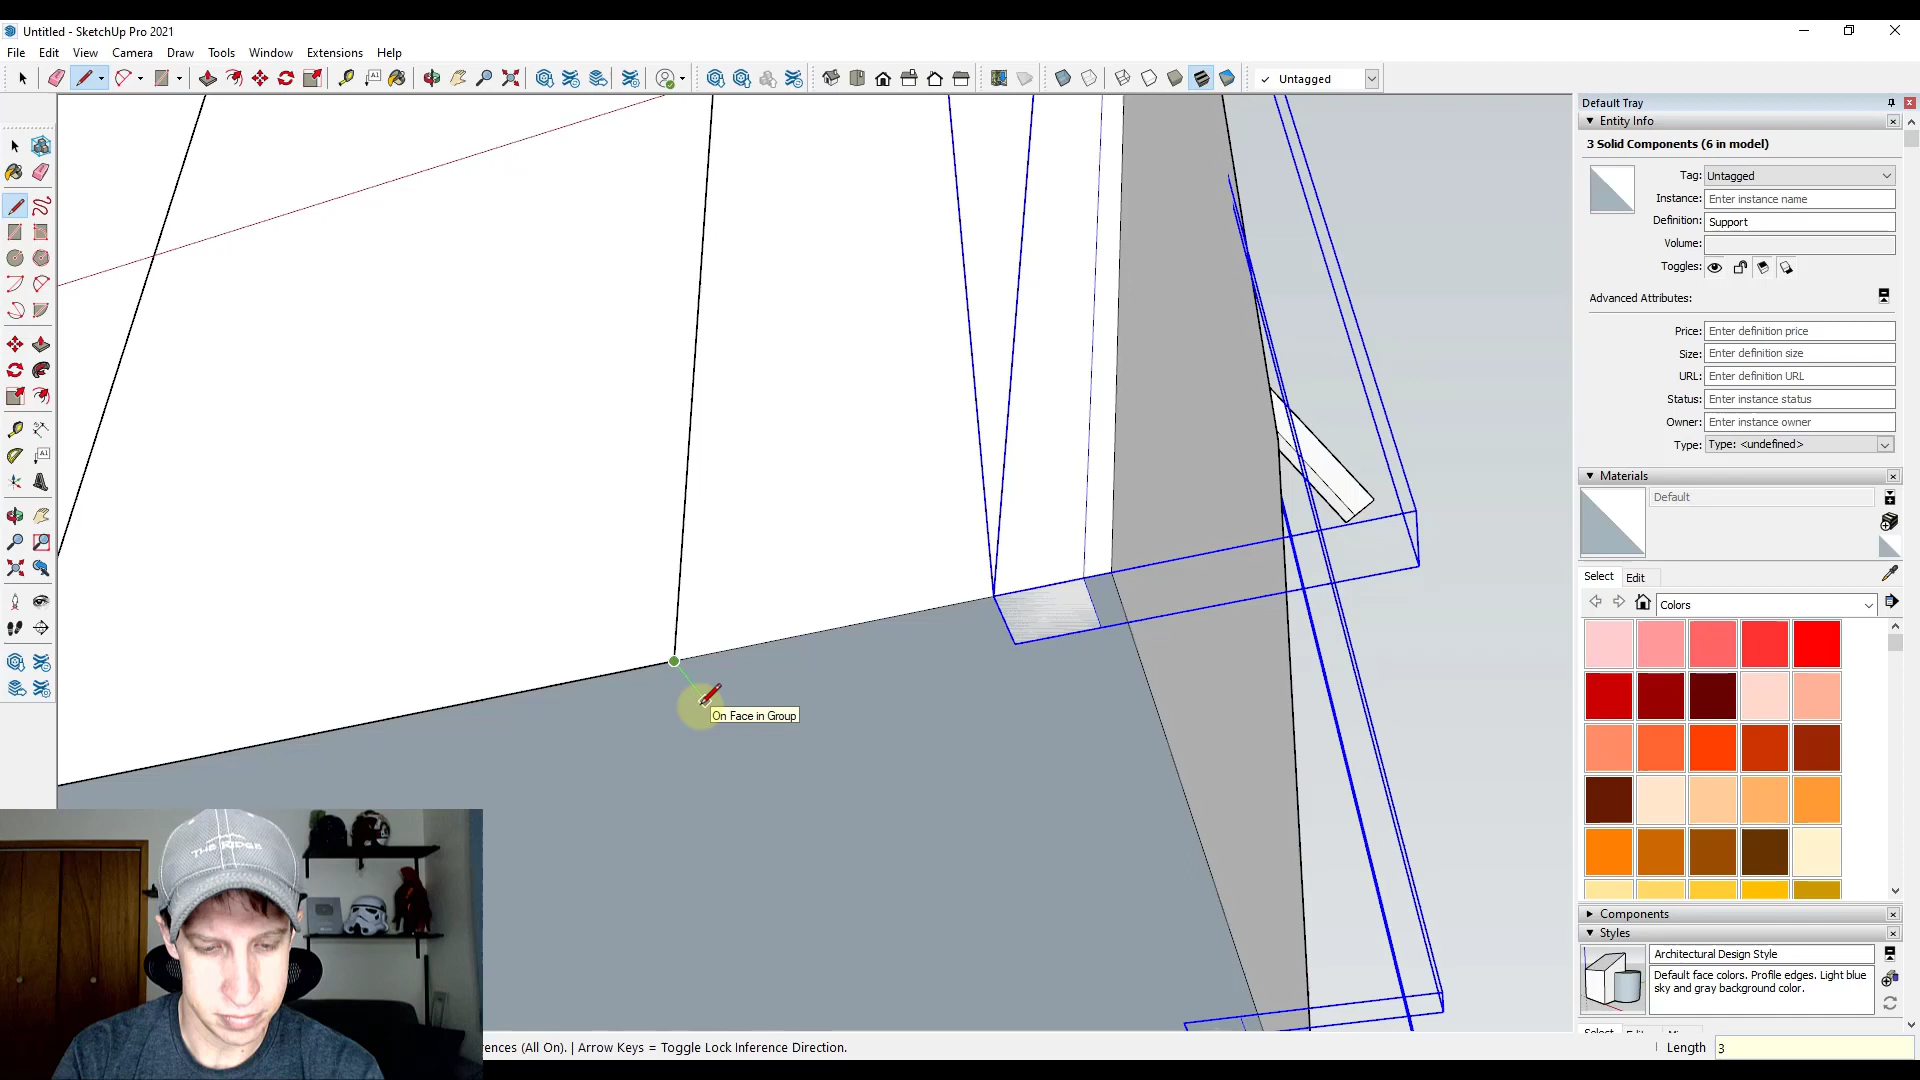 Untitled - SketchUp Pro 2021
File Edit View Camera Draw Tools Window Extensions Help
Untagged
Default Tray
Entity Info
3 Solid Components (6 in model)
Tag: Untagged
Instance: Enter instance name
Definition: Support
Volume:
Toggles:
Advanced Attributes:
Price: Enter definition price
Size: Enter definition size
URL: Enter definition URL
Status: Enter instance status
Owner: Enter instance owner
Type: Type: <undefined>
Materials
Default
Select Edit
Colors
On Face in Group
THE RIDGE
Components
Styles
Architectural Design Style
Default face colors. Profile edges. Light blue
sky and gray background color.
Select
ences (All On). | Arrow Keys = Toggle Lock Inference Direction.
Length 3